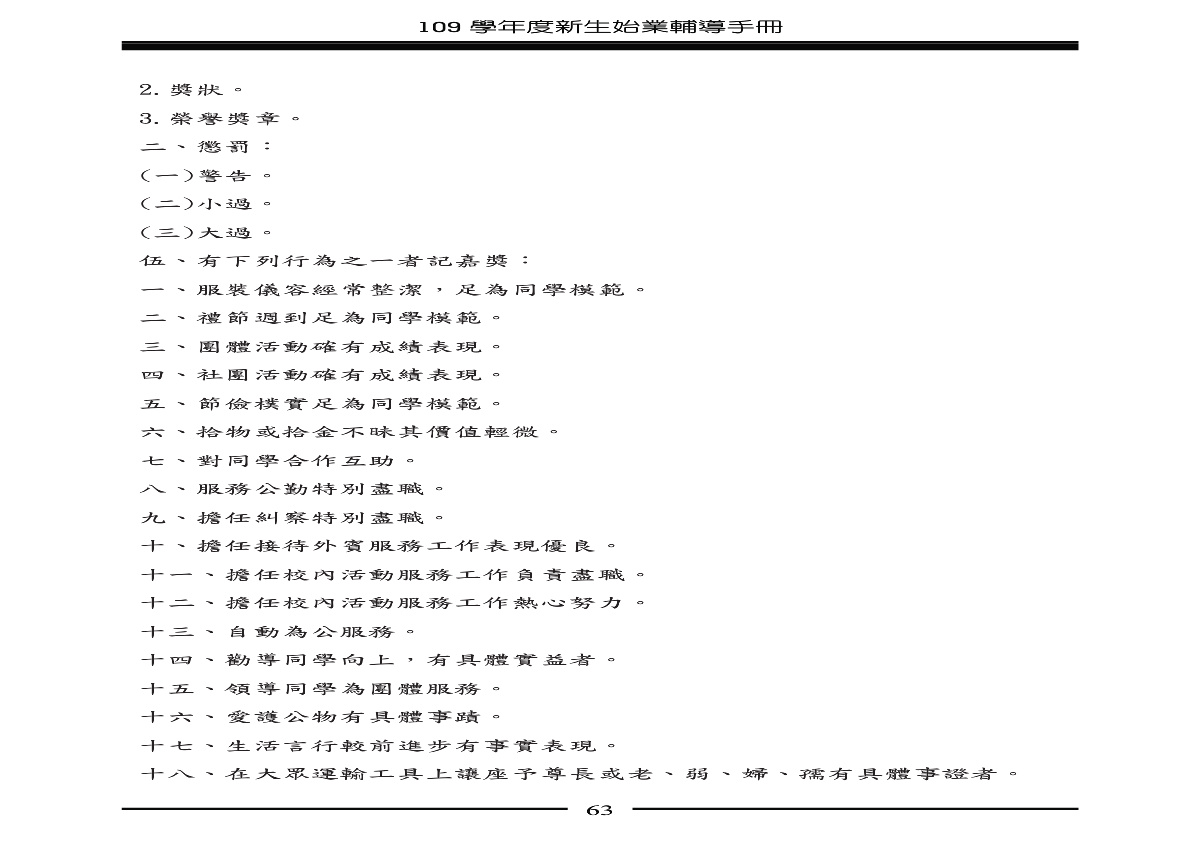 109 學年度新生始業輔導手冊
2. 獎狀。
3. 榮譽獎章。
二、懲罰：
(一)警告。
(二)小過。
(三)大過。
伍、有下列行為之一者記嘉獎：
一、服裝儀容經常整潔，足為同學模範。
二、禮節週到足為同學模範。
三、團體活動確有成績表現。
四、社團活動確有成績表現。
五、節儉樸實足為同學模範。
六、拾物或拾金不昧其價值輕微。
七、對同學合作互助。
八、服務公勤特別盡職。
九、擔任糾察特別盡職。
十、擔任接待外賓服務工作表現優良。
十一、擔任校內活動服務工作負責盡職。
十二、擔任校內活動服務工作熱心努力。
十三、自動為公服務。
十四、勸導同學向上，有具體實益者。
十五、領導同學為團體服務。
十六、愛護公物有具體事蹟。
十七、生活言行較前進步有事實表現。
十八、在大眾運輸工具上讓座予尊長或老、弱、婦、孺有具體事證者。
63